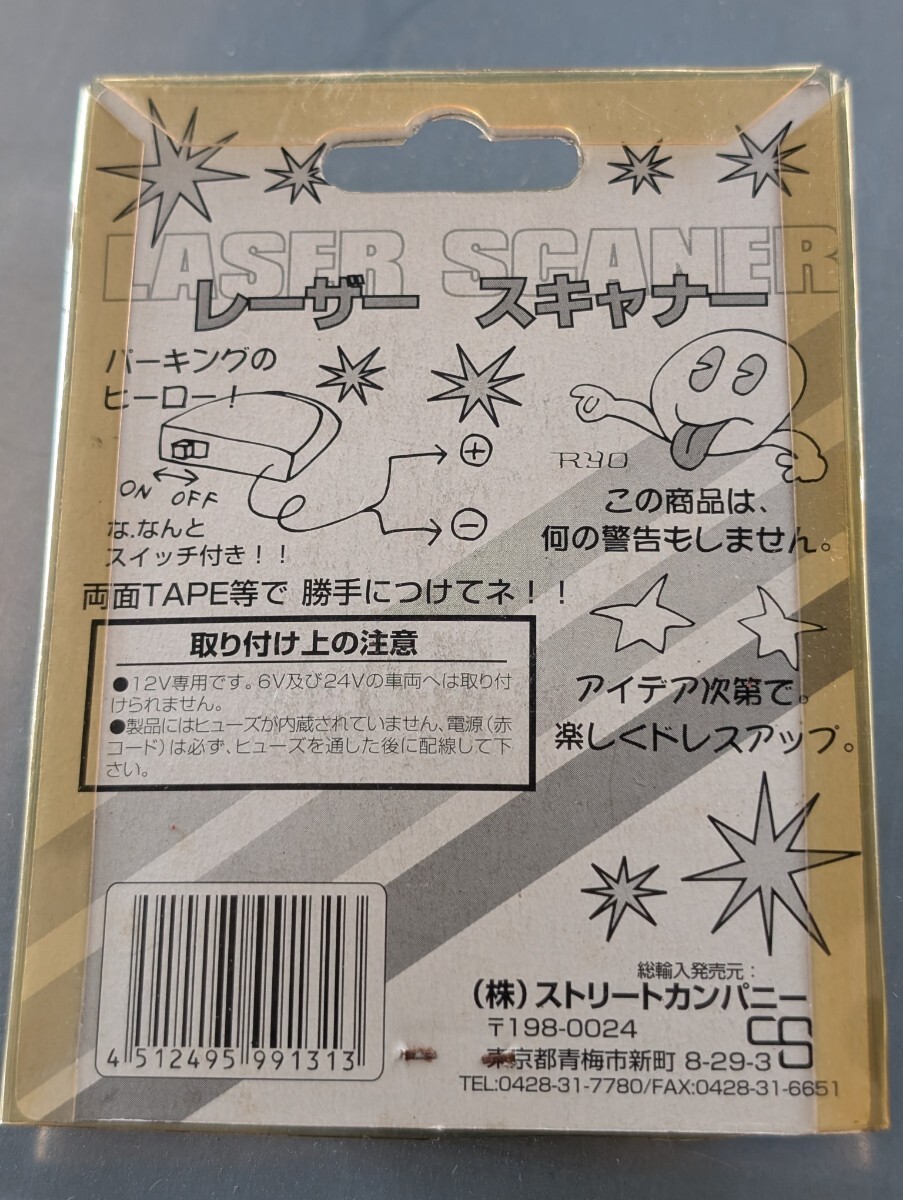 LASER SCANER
レーザー スキャナー
パーキングの
ヒーロー！
ON OFF
な.なんと
スイッチ付き！！
+
−
RYO
この商品は、
何の警告もしません。
両面TAPE等で 勝手につけてネ！！
取り付け上の注意
●12V専用です。6V及び24Vの車両へは取り付
けられません。
●製品にはヒューズが内蔵されていません、電源（赤
コード）は必ず、ヒューズを通した後に配線して下
さい。
アイデア次第で。
楽しくドレスアップ。
4 512495 991313
総輸入発売元：
（株）ストリートカンパニー
〒198-0024
東京都青梅市新町 8-29-3
CS
TEL:0428-31-7780/FAX:0428-31-6651